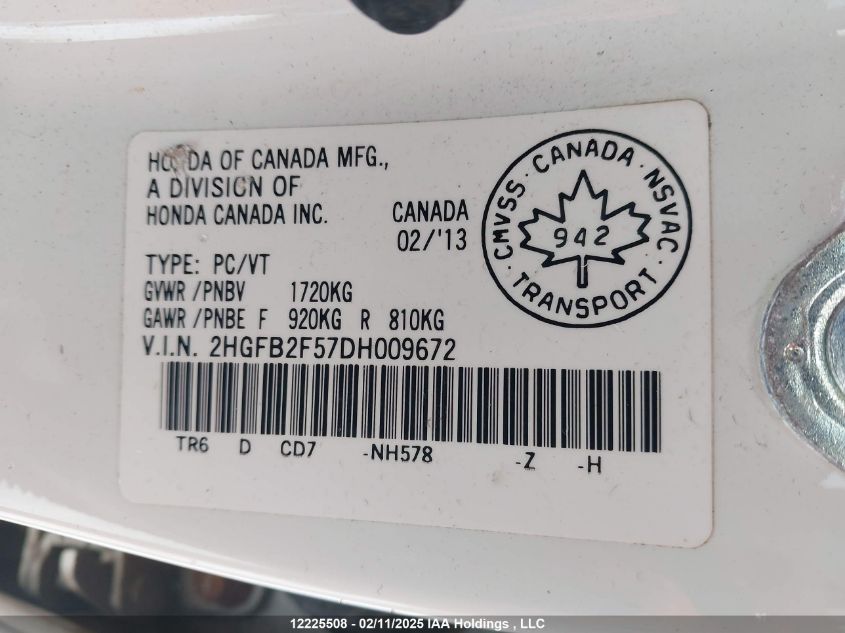 HONDA OF CANADA MFG.,
A DIVISION OF
HONDA CANADA INC.
CANADA
02/'13
TYPE: PC/VT
GVWR /PNBV 1720KG
GAWR /PNBE F 920KG R 810KG
V.I.N. 2HGFB2F57DH009672
TR6 D CD7 -NH578 -Z -H
CMVSS · CANADA · NSVAC · TRANSPORT ·
942
12225508 - 02/11/2025 IAA Holdings , LLC